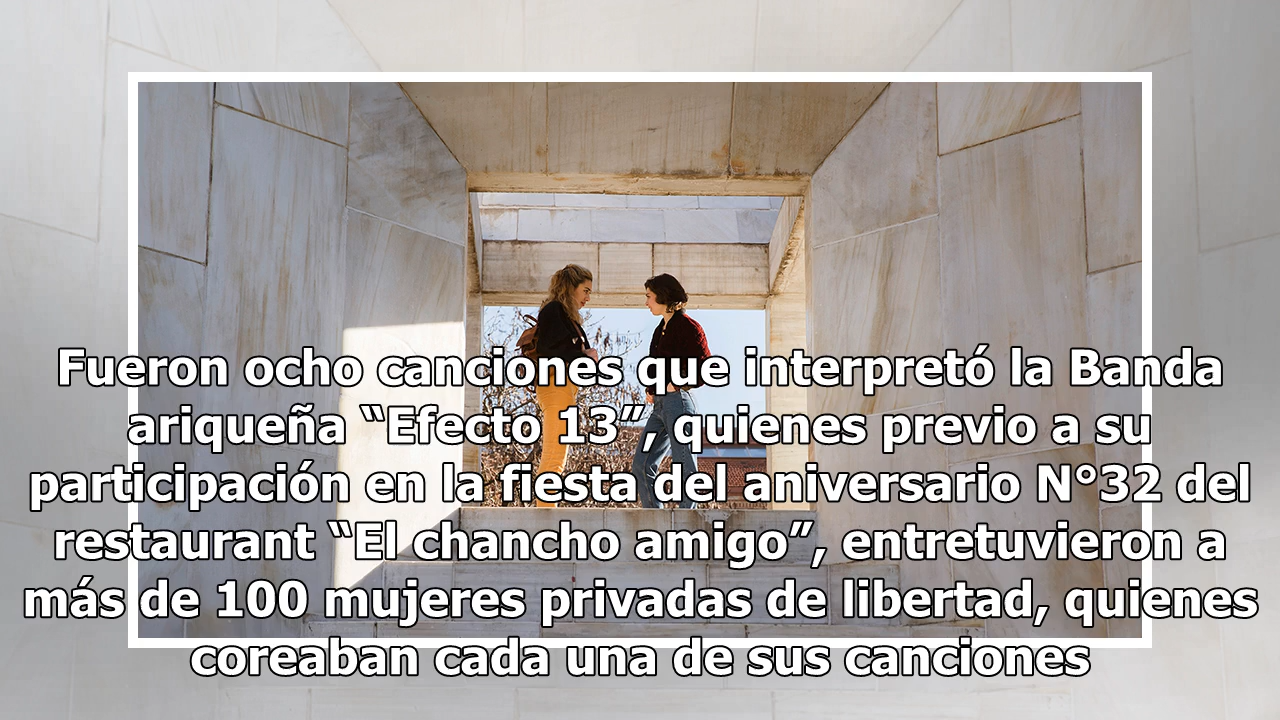 Fueron ocho canciones que interpretó la Banda
ariqueña “Efecto 13”, quienes previo a su
participación en la fiesta del aniversario N°32 del
restaurant “El chancho amigo”, entretuvieron a
más de 100 mujeres privadas de libertad, quienes
coreaban cada una de sus canciones